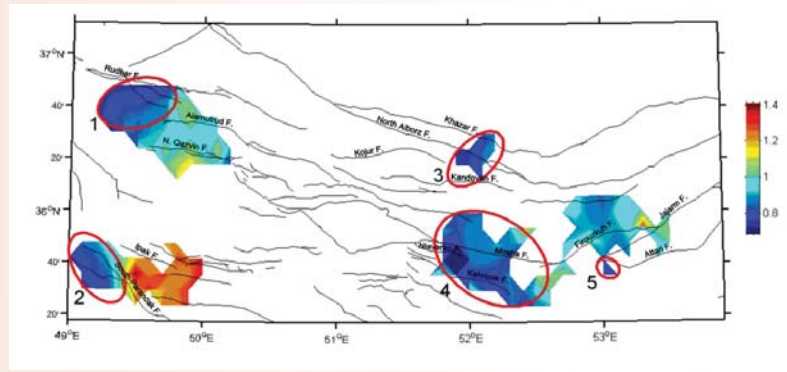 37°N
40'
20'
36°N
40'
20'
49°E
50°E
51°E
52°E
53°E
Rudbar F.
Alamutrud F.
N. Qazvin F.
1
Khazar F.
North Alborz F.
Kojur F.
Kandovan F.
3
Ipak F.
2
Mosha F.
4
Firouzkuh F.
Jajarm F.
Attari F.
5
1.4
1.2
1
0.8